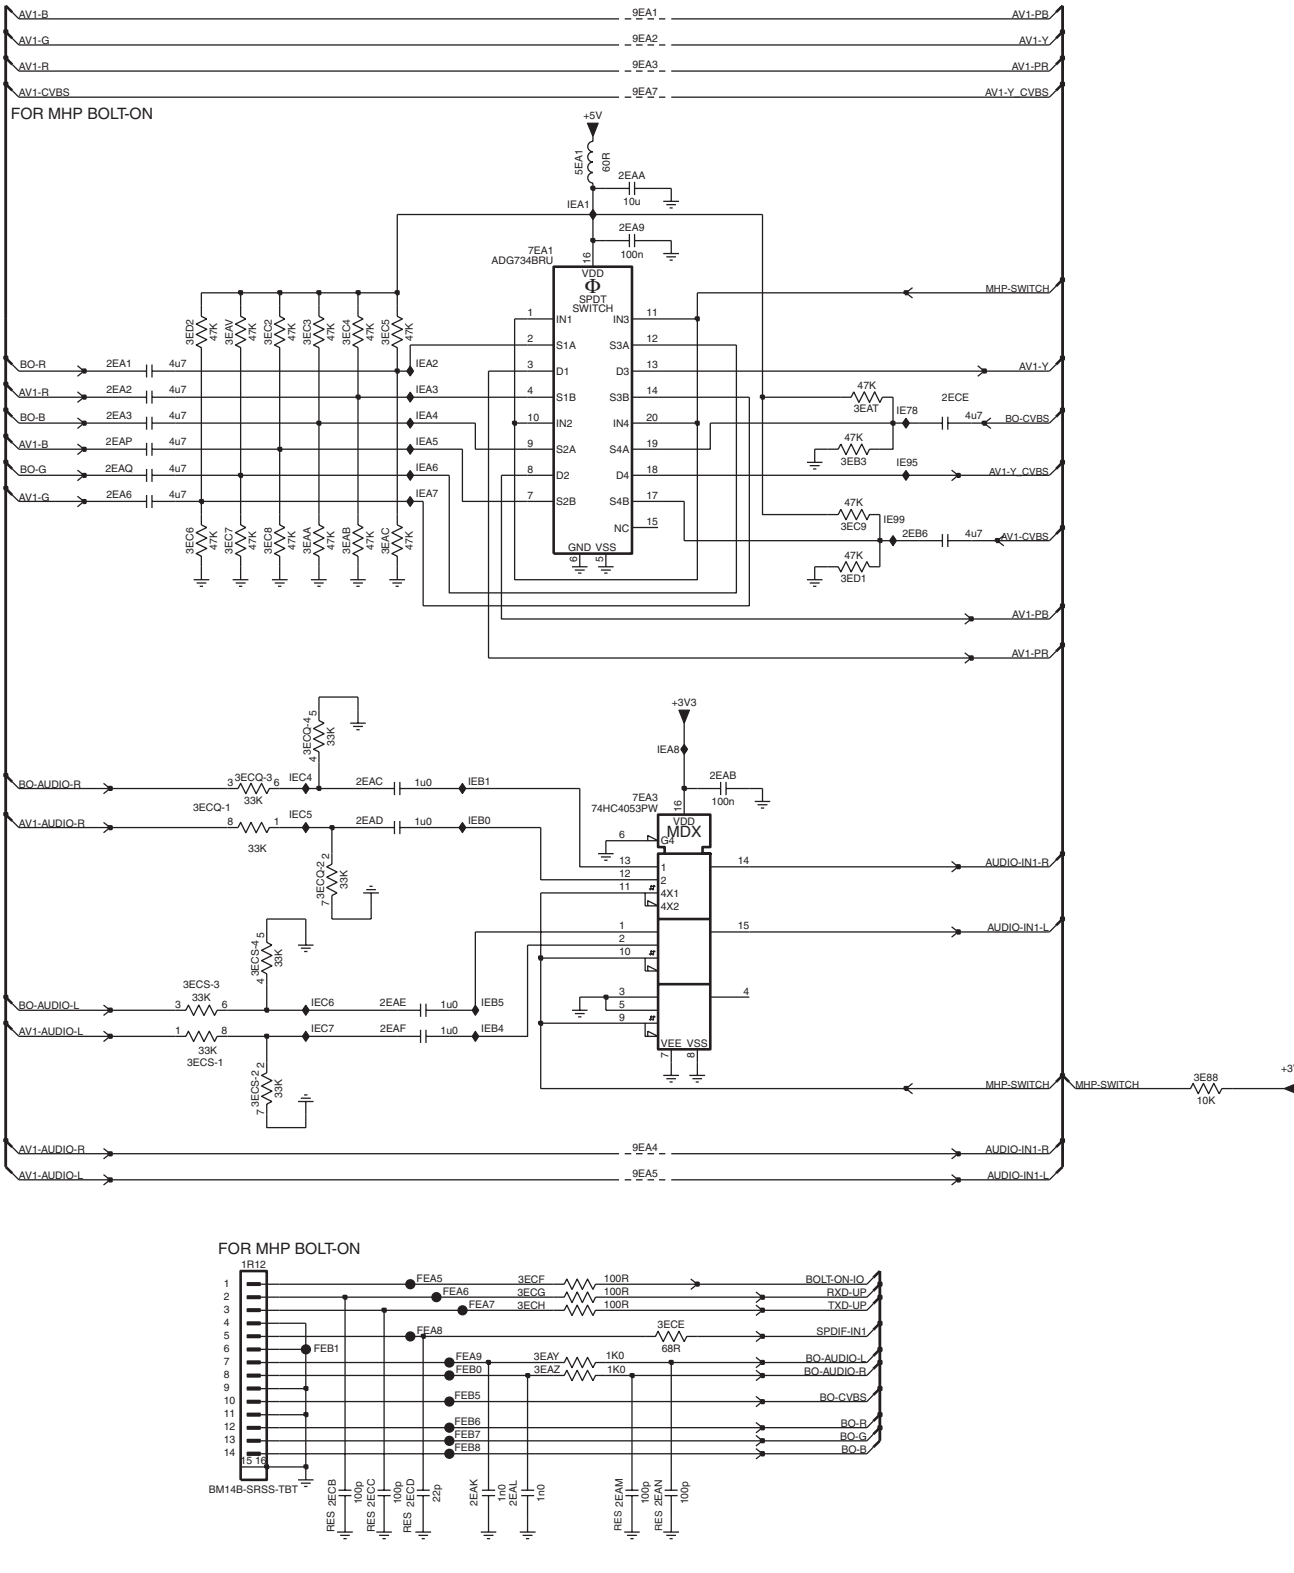 AV1-B 9EA1 AV1-PB
AV1-G 9EA2 AV1-Y
AV1-R 9EA3 AV1-PR
AV1-CVBS 9EA7 AV1-Y_CVBS
FOR MHP BOLT-ON
+5V
5EA1
60R
2EAA
10u
IEA1
2EA9
100n
7EA1
ADG734BRU
16
VDD
Φ
SPDT
SWITCH
MHP-SWITCH
1 IN1 IN3 11
2 S1A S3A 12
3 D1 D3 13
4 S1B S3B 14
10 IN2 IN4 20
9 S2A S4A 19
8 D2 D4 18
7 S2B S4B 17
NC 15
GND VSS
6 5
3ED2 47K
3EAV 47K
3EC2 47K
3EC3 47K
3EC4 47K
3EC5 47K
BO-R 2EA1 4u7 IEA2
AV1-R 2EA2 4u7 IEA3
BO-B 2EA3 4u7 IEA4
AV1-B 2EAP 4u7 IEA5
BO-G 2EAQ 4u7 IEA6
AV1-G 2EA6 4u7 IEA7
3EC6 47K
3EC7 47K
3EC8 47K
3EAA 47K
3EAB 47K
3EAC 47K
AV1-Y
47K
3EAT
2ECE
IE78
4u7
BO-CVBS
47K
3EB3
IE95
AV1-Y_CVBS
47K
3EC9
IE99
2EB6 4u7 AV1-CVBS
47K
3ED1
AV1-PB
AV1-PR
3ECQ-4
5
4
33K
+3V3
IEA8
2EAB
100n
BO-AUDIO-R 3 3ECQ-3 6 IEC4 2EAC 1u0 IEB1
33K
7EA3
74HC4053PW
16
VDD
MDX
AV1-AUDIO-R 8 3ECQ-1 1 IEC5 2EAD 1u0 IEB0
33K
6 G4
13 1 14 AUDIO-IN1-R
12 2
11 # 4X1
4X2
3ECQ-2
2
7
33K
1 15 AUDIO-IN1-L
2
10 #
3ECS-4
5
4
33K
3 4
5
9 #
VEE VSS
7 8
3ECS-3
33K
BO-AUDIO-L 3 6 IEC6 2EAE 1u0 IEB5
AV1-AUDIO-L 1 8 IEC7 2EAF 1u0 IEB4
33K
3ECS-1
3ECS-2
2
7
33K
MHP-SWITCH MHP-SWITCH 3E88
10K
AV1-AUDIO-R 9EA4 AUDIO-IN1-R
AV1-AUDIO-L 9EA5 AUDIO-IN1-L
FOR MHP BOLT-ON
1R12
1 FEA5 3ECF 100R BOLT-ON-IO
2 FEA6 3ECG 100R RXD-UP
3 FEA7 3ECH 100R TXD-UP
4
5 FEA8 3ECE 68R SPDIF-IN1
6 FEB1
7 FEA9 3EAY 1K0 BO-AUDIO-L
8 FEB0 3EAZ 1K0 BO-AUDIO-R
9
10 FEB5 BO-CVBS
11
12 FEB6 BO-R
13 FEB7 BO-G
14 FEB8 BO-B
15 16
BM14B-SRSS-TBT
RES 2ECB 100p
RES 2ECC 100p
RES 2ECD 22p
2EAK 1n0
2EAL 1n0
RES 2EAM 100p
RES 2EAN 100p